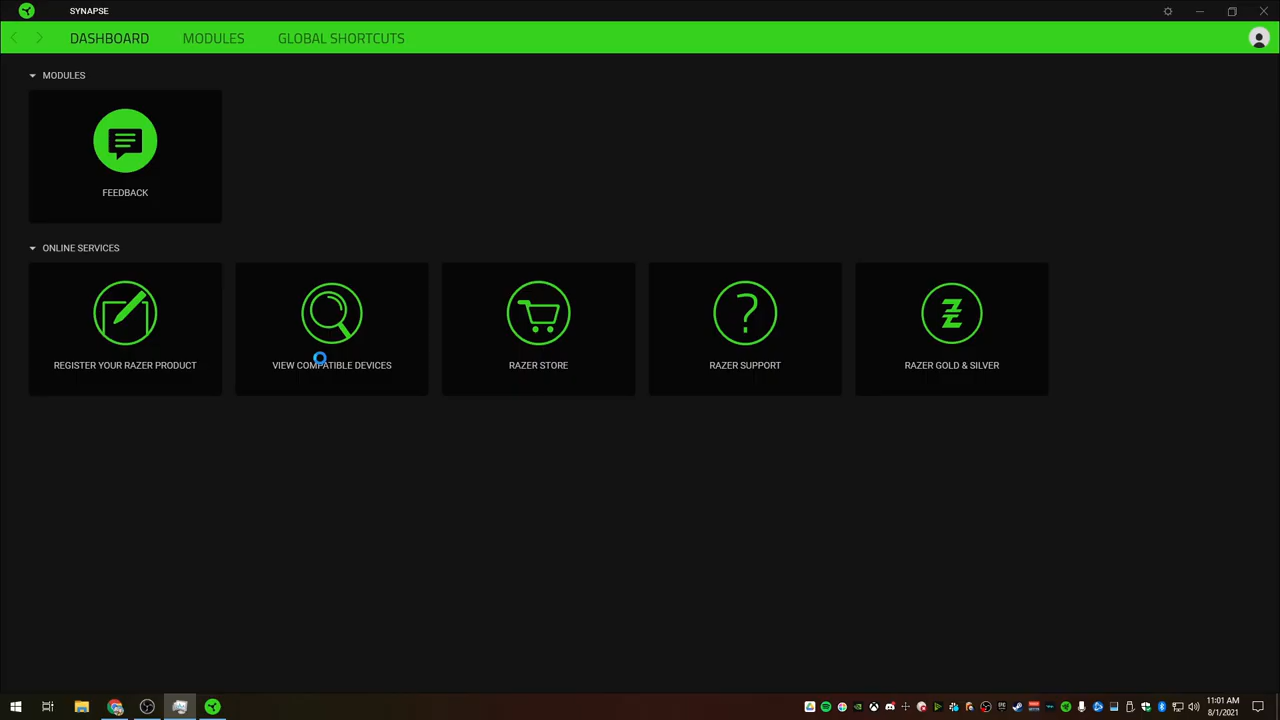 SYNAPSE
DASHBOARD MODULES GLOBAL SHORTCUTS
MODULES
FEEDBACK
ONLINE SERVICES
REGISTER YOUR RAZER PRODUCT
VIEW COMPATIBLE DEVICES
RAZER STORE
RAZER SUPPORT
RAZER GOLD & SILVER
11:01 AM
8/1/2021